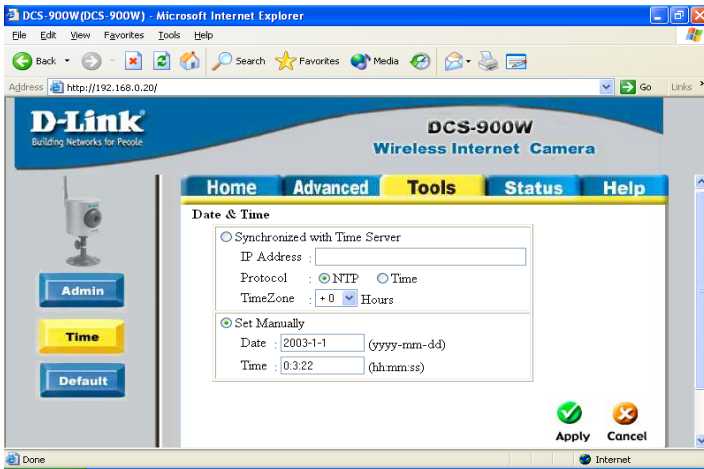 DCS-900W(DCS-900W) - Microsoft Internet Explorer
File Edit View Favorites Tools Help
Back Search Favorites Media
Address http://192.168.0.20/ Go Links »
D-Link
Building Networks for People
DCS-900W
Wireless Internet Camera
Home Advanced Tools Status Help
Date & Time
Synchronized with Time Server
IP Address :
Protocol : NTP Time
TimeZone : + 0 Hours
Set Manually
Date : 2003-1-1 (yyyy-mm-dd)
Time : 0:3:22 (hh:mm:ss)
Admin
Time
Default
Apply Cancel
Done Internet